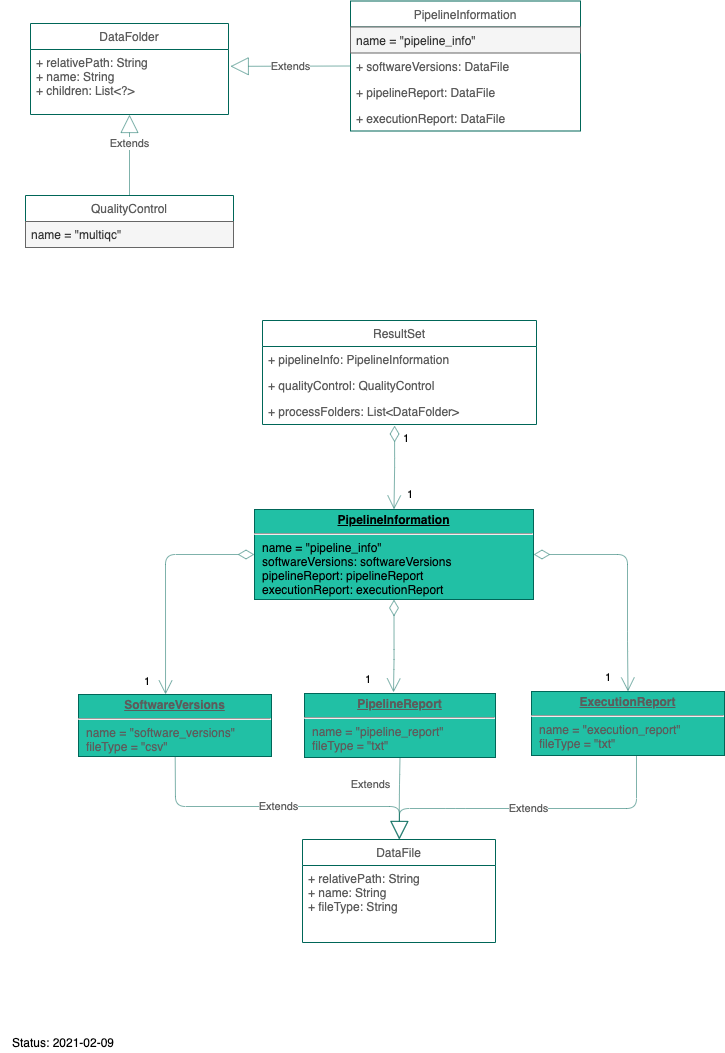 DataFolder
+ relativePath: String
+ name: String
+ children: List<?>
Extends
PipelineInformation
name = "pipeline_info"
+ softwareVersions: DataFile
+ pipelineReport: DataFile
+ executionReport: DataFile
Extends
QualityControl
name = "multiqc"
ResultSet
+ pipelineInfo: PipelineInformation
+ qualityControl: QualityControl
+ processFolders: List<DataFolder>
1
1
PipelineInformation
name = "pipeline_info"
softwareVersions: softwareVersions
pipelineReport: pipelineReport
executionReport: executionReport
1
1
1
SoftwareVersions
name = "software_versions"
fileType = "csv"
PipelineReport
name = "pipeline_report"
fileType = "txt"
ExecutionReport
name = "execution_report"
fileType = "txt"
Extends
Extends
Extends
DataFile
+ relativePath: String
+ name: String
+ fileType: String
Status: 2021-02-09